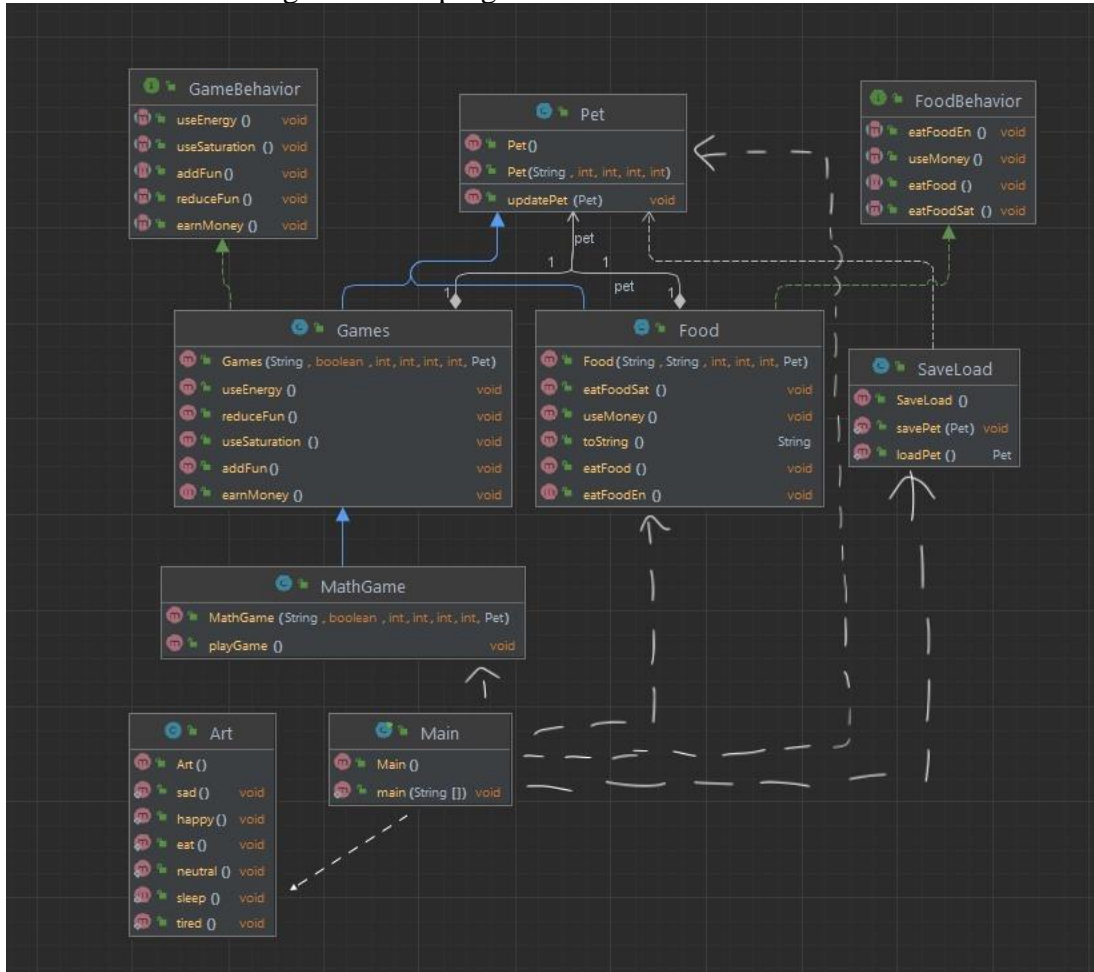 GameBehavior
useEnergy () void
useSaturation () void
addFun () void
reduceFun () void
earnMoney () void
Pet
Pet()
Pet(String , int, int, int, int)
updatePet (Pet) void
FoodBehavior
eatFoodEn () void
useMoney () void
eatFood () void
eatFoodSat () void
pet
1
1
pet
1
1
Games
Games (String , boolean , int, int, int, int, Pet)
useEnergy () void
reduceFun () void
useSaturation () void
addFun () void
earnMoney () void
Food
Food (String , String , int, int, int, Pet)
eatFoodSat () void
useMoney () void
toString () String
eatFood () void
eatFoodEn () void
SaveLoad
SaveLoad ()
savePet (Pet) void
loadPet () Pet
MathGame
MathGame (String , boolean , int, int, int, int, Pet)
playGame () void
Art
Art ()
sad () void
happy () void
eat () void
neutral () void
sleep () void
tired () void
Main
Main ()
main (String []) void